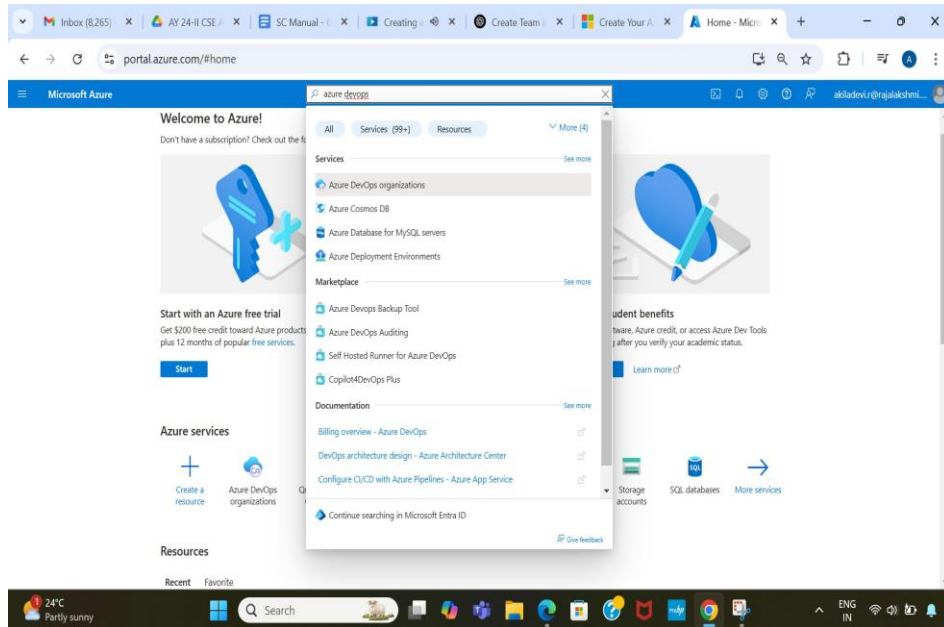 Inbox (8,265)
AY 24-II CSE
SC Manual
Creating
Create Team
Create Your A
Home - Micro
portal.azure.com/#home
Microsoft Azure
azure devops
akiladevi.r@rajalakshmi....
Welcome to Azure!
Don't have a subscription? Check out the fo
All Services (99+) Resources More (4)
Services See more
Azure DevOps organizations
Azure Cosmos DB
Azure Database for MySQL servers
Azure Deployment Environments
Marketplace See more
Azure Devops Backup Tool
Azure DevOps Auditing
Self Hosted Runner for Azure DevOps
Copilot4DevOps Plus
Documentation See more
Billing overview - Azure DevOps
DevOps architecture design - Azure Architecture Center
Configure CI/CD with Azure Pipelines - Azure App Service
Continue searching in Microsoft Entra ID
Give feedback
Start with an Azure free trial
Get $200 free credit toward Azure products
plus 12 months of popular free services.
Start
udent benefits
tware, Azure credit, or access Azure Dev Tools
after you verify your academic status.
Learn more
Azure services
Create a resource
Azure DevOps organizations
Storage accounts
SQL databases
More services
Resources
Recent Favorite
24°C
Partly sunny
Search
ENG
IN